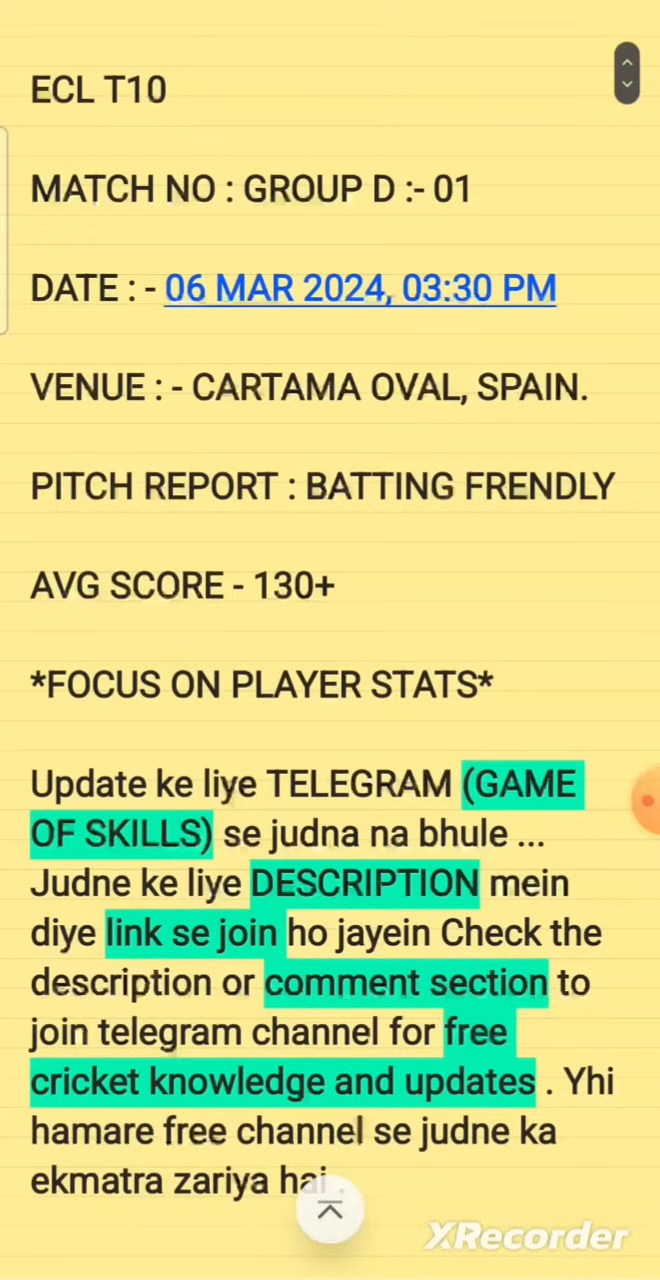 ECL T10
MATCH NO : GROUP D :- 01
DATE : - 06 MAR 2024, 03:30 PM
VENUE : - CARTAMA OVAL, SPAIN.
PITCH REPORT : BATTING FRENDLY
AVG SCORE - 130+
*FOCUS ON PLAYER STATS*
Update ke liye TELEGRAM (GAME
OF SKILLS) se judna na bhule ...
Judne ke liye DESCRIPTION mein
diye link se join ho jayein Check the
description or comment section to
join telegram channel for free
cricket knowledge and updates . Yhi
hamare free channel se judne ka
ekmatra zariya hai .
XRecorder